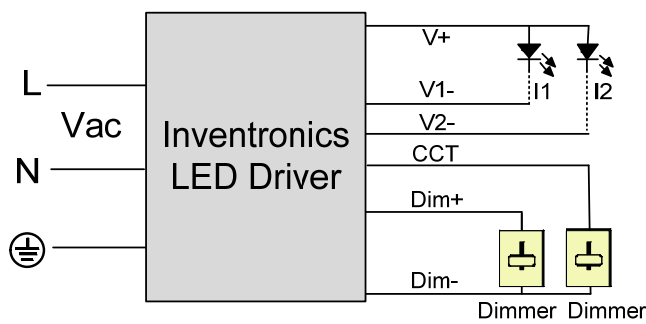 L
Vac
N
Inventronics
LED Driver
V+
V1-
I1
I2
V2-
CCT
Dim+
Dim-
Dimmer
Dimmer